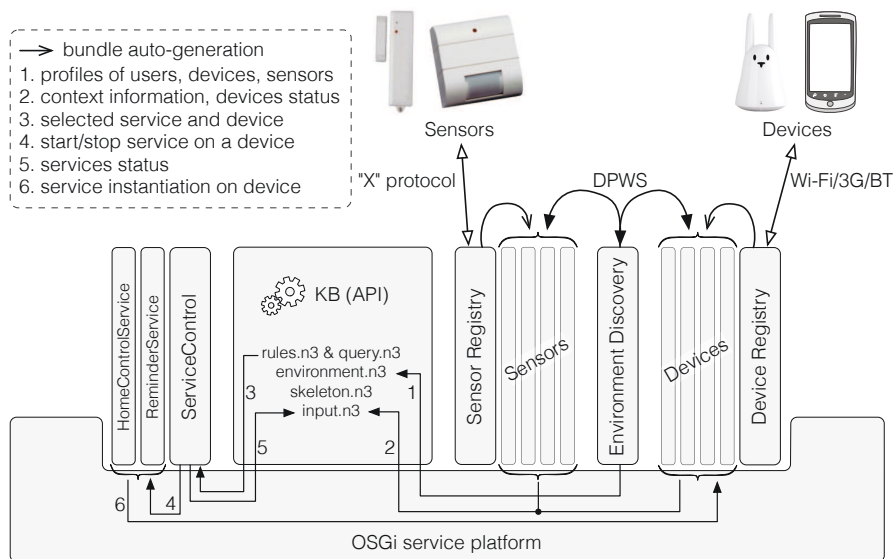 bundle auto-generation
1. profiles of users, devices, sensors
2. context information, devices status
3. selected service and device
4. start/stop service on a device
5. services status
6. service instantiation on device
Sensors
Devices
"X" protocol
DPWS
Wi-Fi/3G/BT
HomeControlService
ReminderService
ServiceControl
KB (API)
rules.n3 & query.n3
environment.n3
skeleton.n3
input.n3
3
1
5
2
Sensor Registry
Sensors
Environment Discovery
Devices
Device Registry
6
4
OSGi service platform